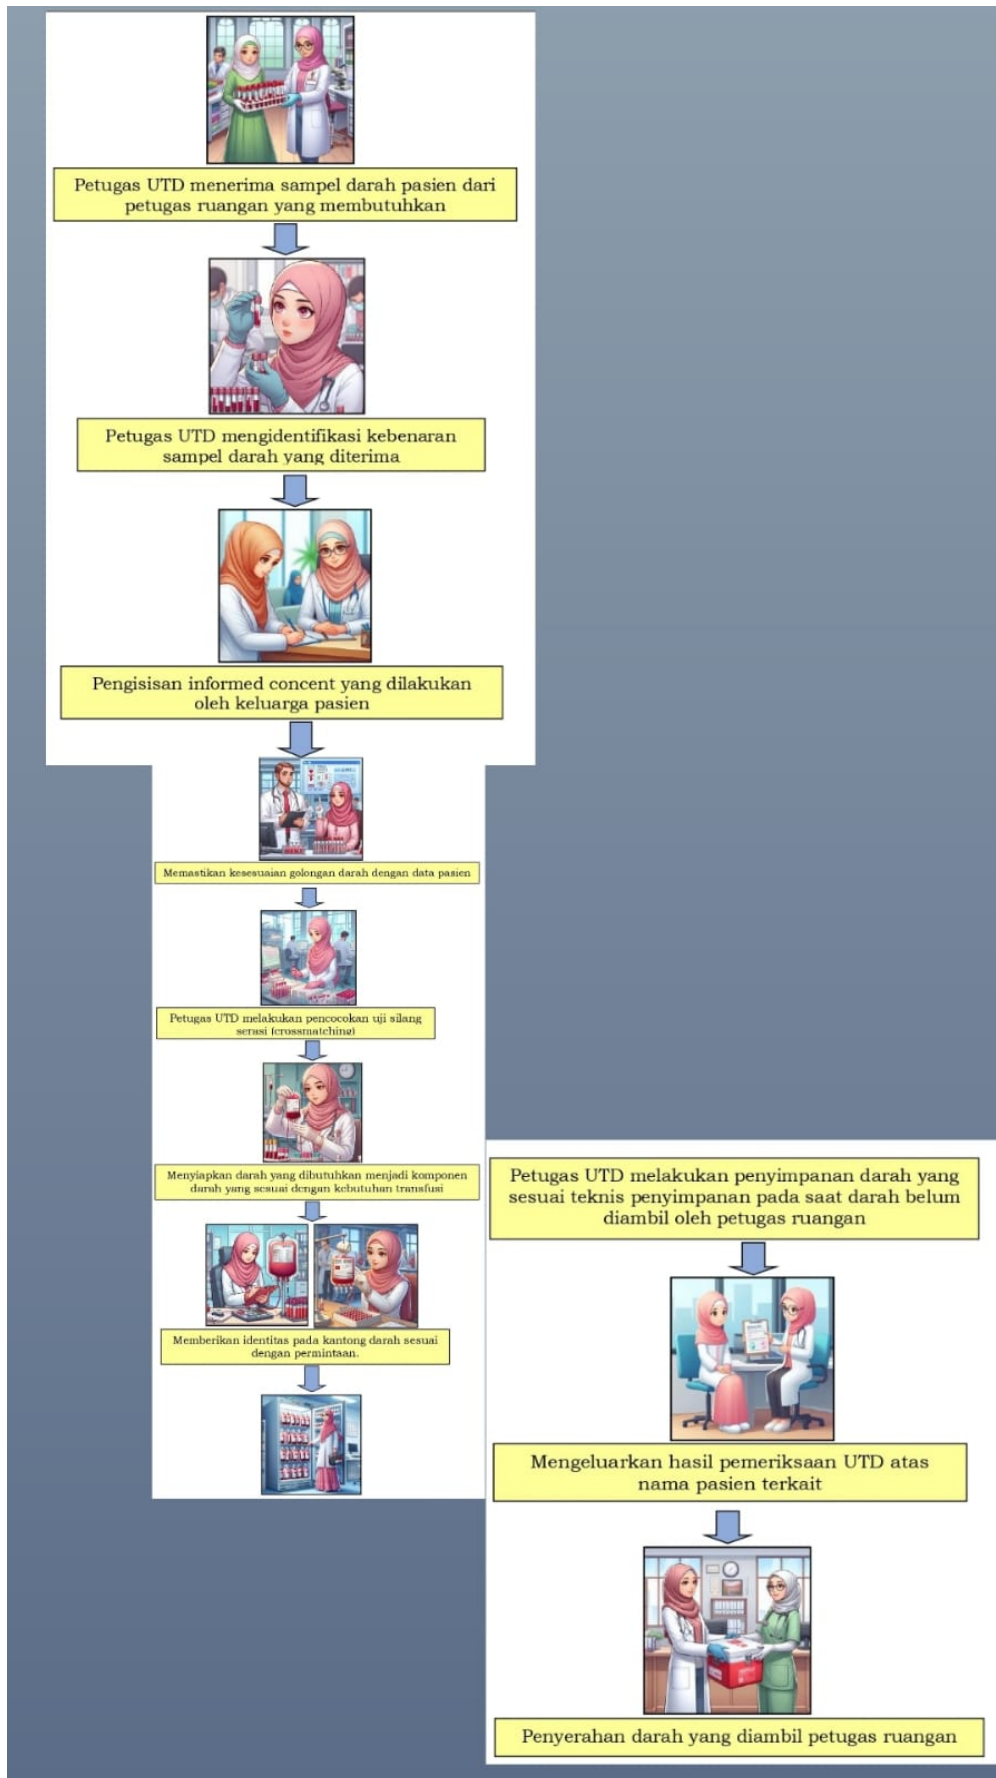 Petugas UTD menerima sampel darah pasien dari
petugas ruangan yang membutuhkan
Petugas UTD mengidentifikasi kebenaran
sampel darah yang diterima
Pengisisan informed concent yang dilakukan
oleh keluarga pasien
Memastikan kesesuaian golongan darah dengan data pasien
Petugas UTD melakukan pencocokan uji silang
serasi (crossmatching)
Menyiapkan darah yang dibutuhkan menjadi komponen
darah yang sesuai dengan kebutuhan transfusi
Memberikan identitas pada kantong darah sesuai
dengan permintaan.
Petugas UTD melakukan penyimpanan darah yang
sesuai teknis penyimpanan pada saat darah belum
diambil oleh petugas ruangan
Mengeluarkan hasil pemeriksaan UTD atas
nama pasien terkait
Penyerahan darah yang diambil petugas ruangan